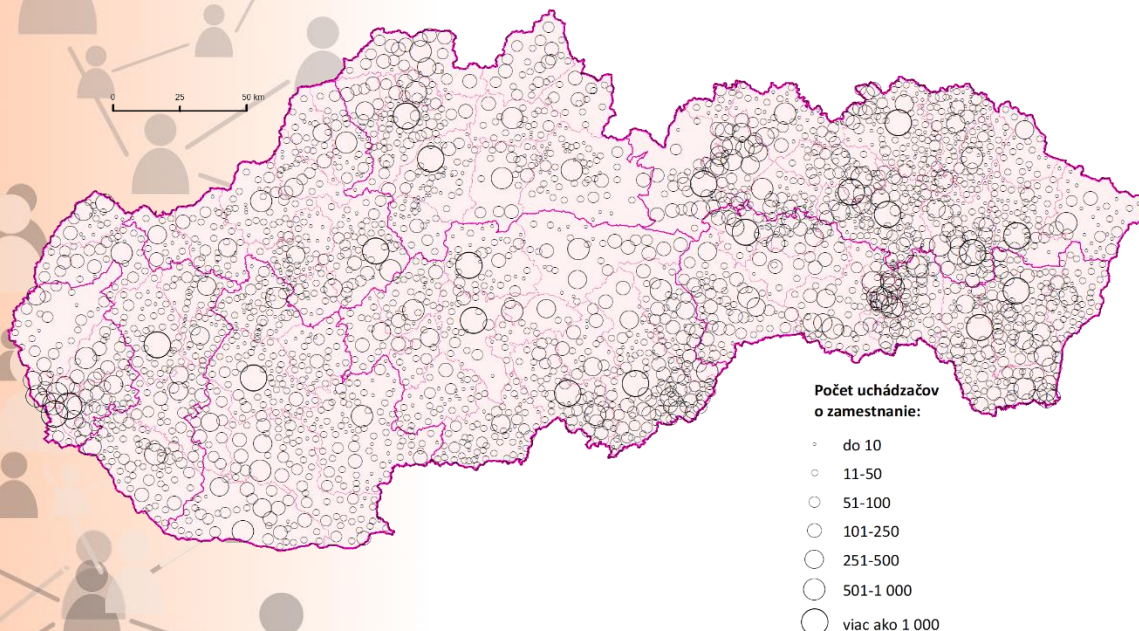 0 25 50 km
Počet uchádzačov
o zamestnanie:
do 10
11-50
51-100
101-250
251-500
501-1 000
viac ako 1 000